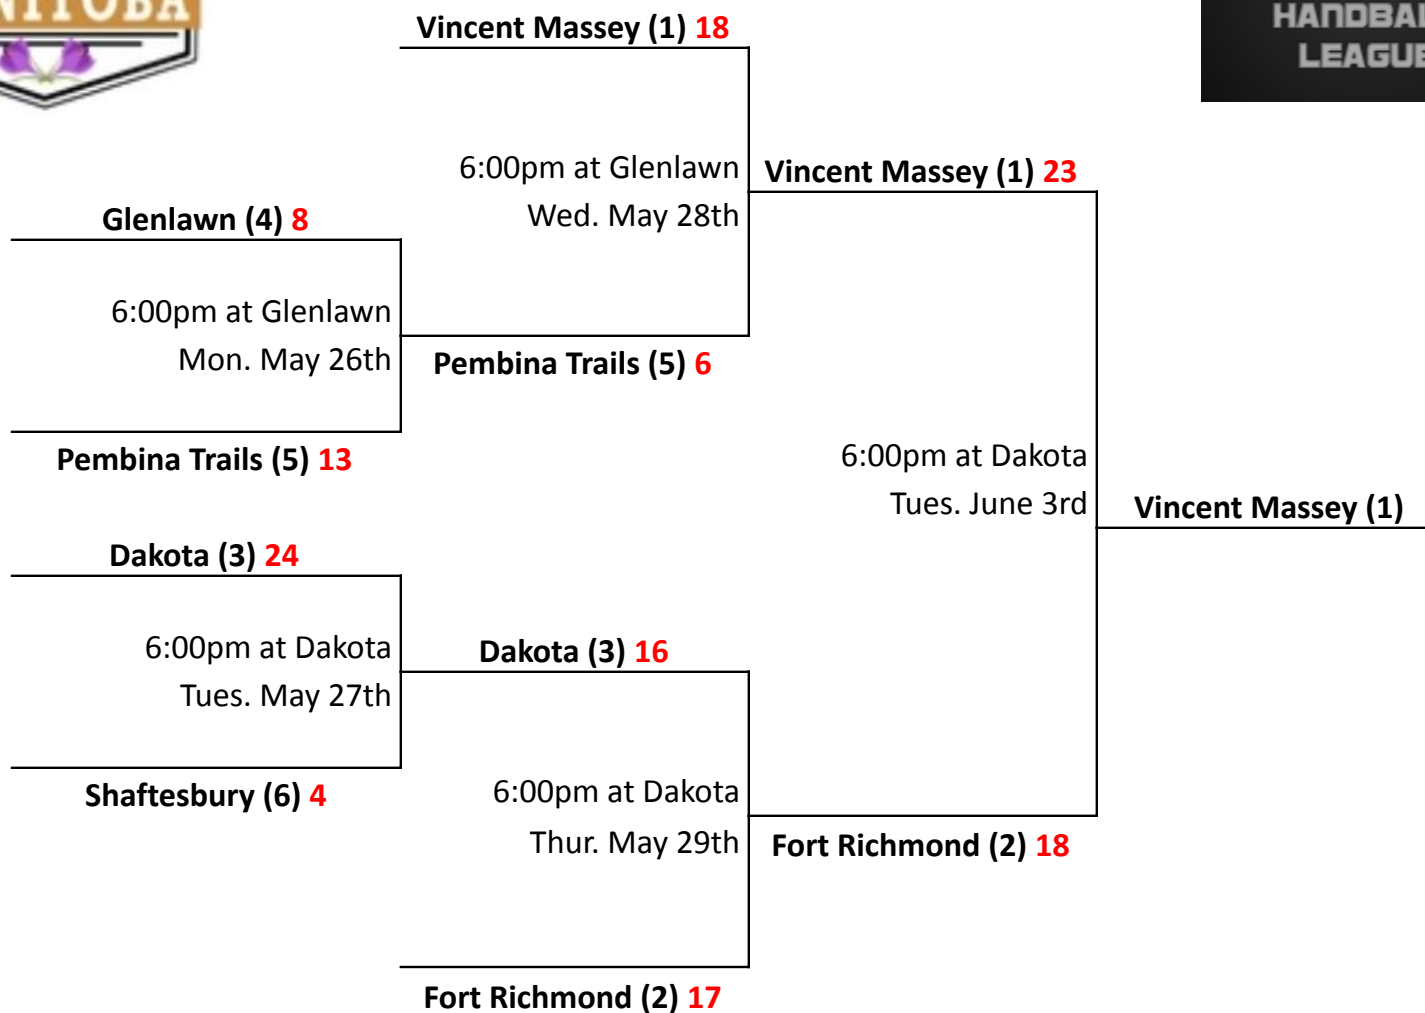 Vincent Massey (1) 18
LEAGUE
6:00pm at Glenlawn
Wed. May 28th
Vincent Massey (1) 23
Glenlawn (4) 8
6:00pm at Glenlawn
Mon. May 26th
Pembina Trails (5) 6
Pembina Trails (5) 13
6:00pm at Dakota
Tues. June 3rd
Vincent Massey (1)
Dakota (3) 24
6:00pm at Dakota
Tues. May 27th
Dakota (3) 16
Shaftesbury (6) 4
6:00pm at Dakota
Thur. May 29th
Fort Richmond (2) 18
Fort Richmond (2) 17